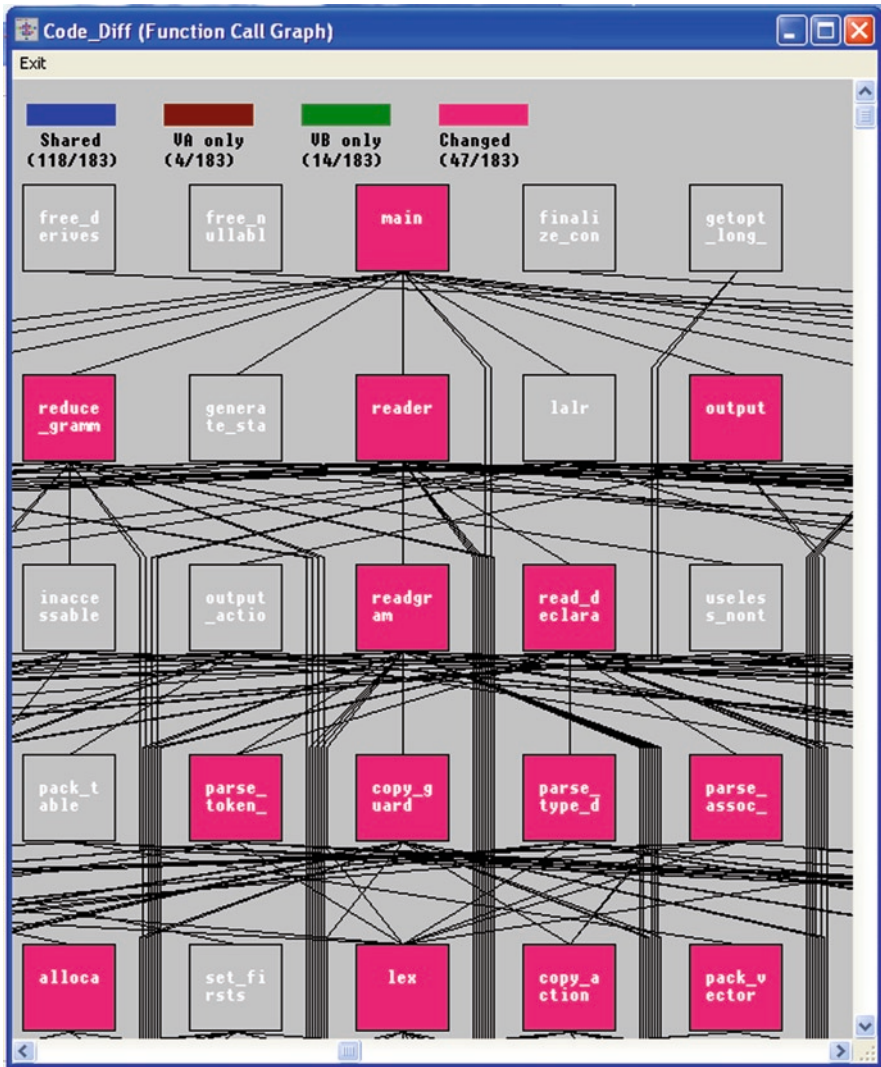 Code_Diff (Function Call Graph)
Exit
Shared
(118/183)
VA only
(4/183)
VB only
(14/183)
Changed
(47/183)
free_d
erives
free_n
ullabl
main
finali
ze_con
getopt
_long_
reduce
_gramm
genera
te_sta
reader
lalr
output
inacce
ssable
output
_actio
readgr
am
read_d
eclara
useles
s_nont
pack_t
able
parse_
token_
copy_g
uard
parse_
type_d
parse_
assoc_
alloca
set_fi
rsts
lex
copy_a
ction
pack_v
ector